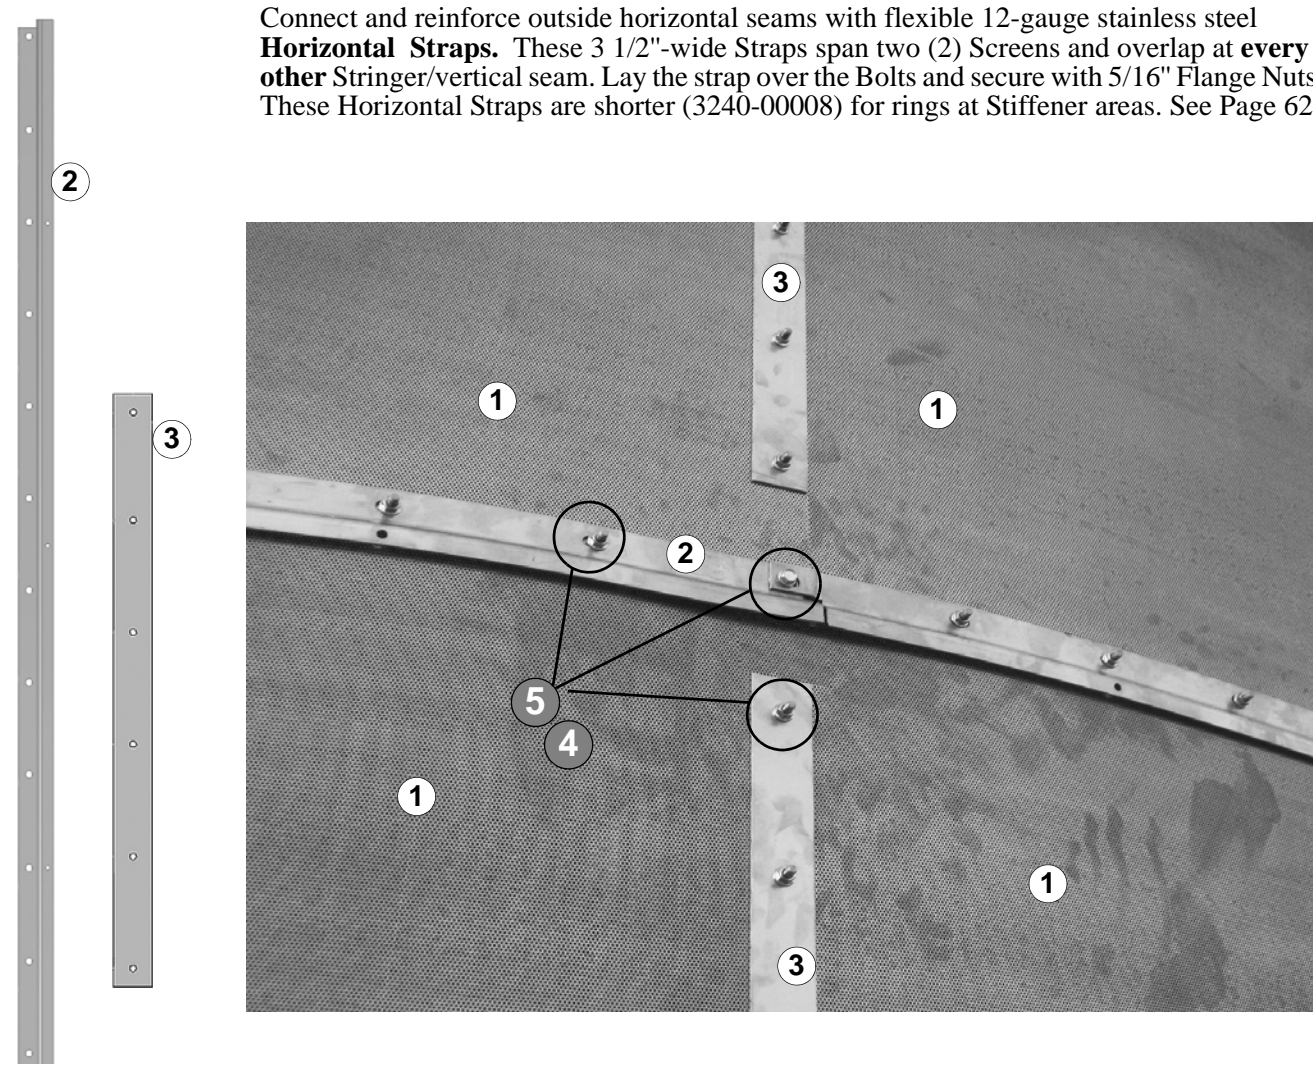 Connect and reinforce outside horizontal seams with flexible 12-gauge stainless steel
Horizontal Straps. These 3 1/2"-wide Straps span two (2) Screens and overlap at every
other Stringer/vertical seam. Lay the strap over the Bolts and secure with 5/16" Flange Nuts
These Horizontal Straps are shorter (3240-00008) for rings at Stiffener areas. See Page 62
2
3
3
1
1
2
5
4
1
1
3